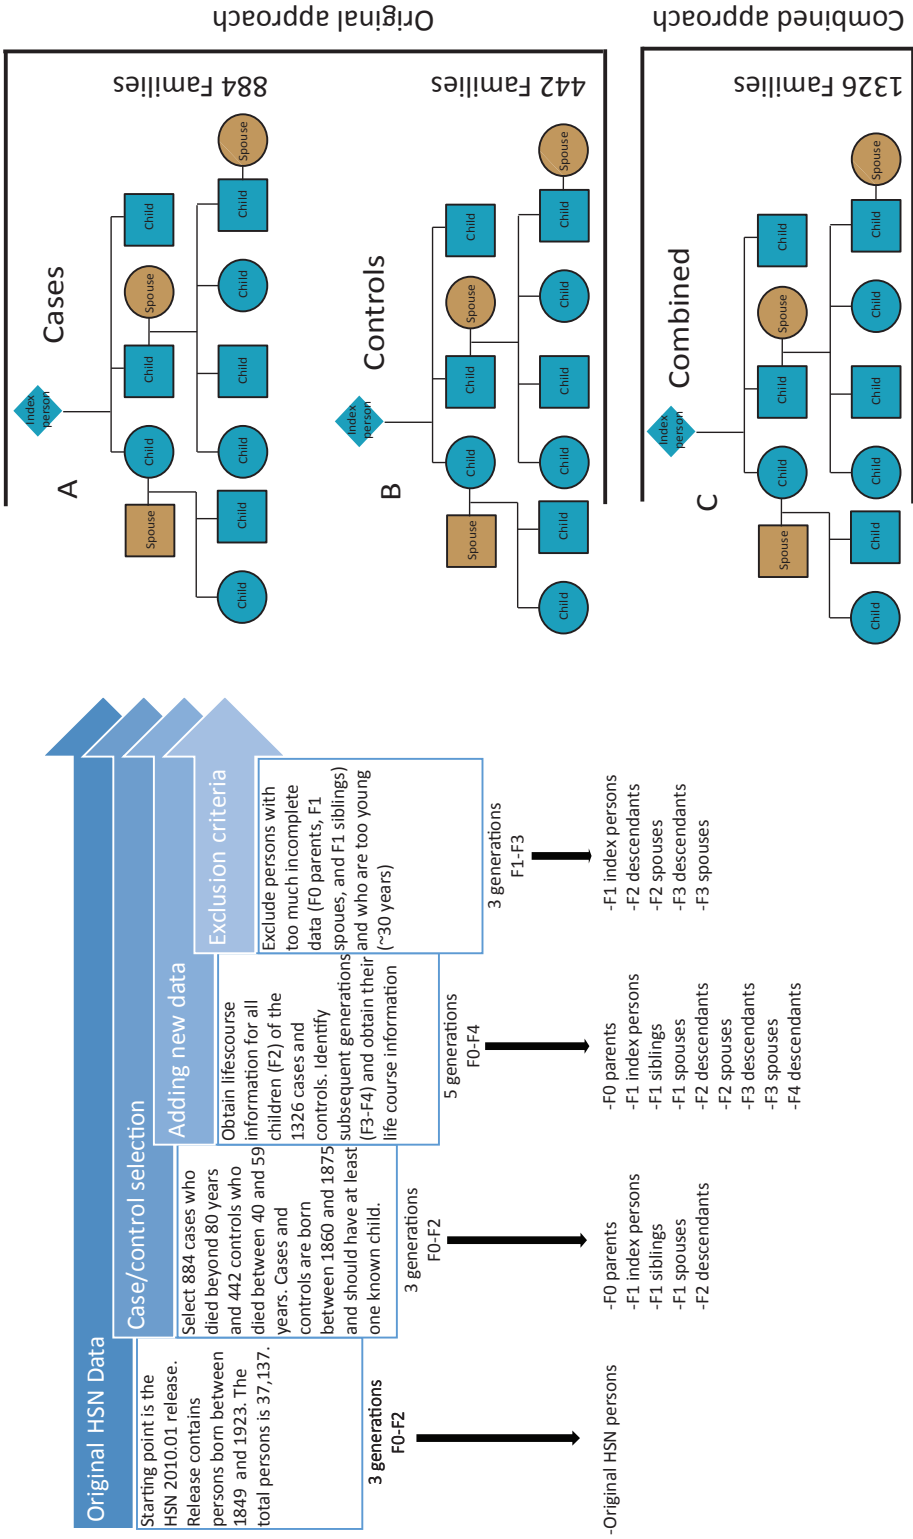 Original HSN Data
Starting point is the
HSN 2010.01 release.
Release contains
persons born between
1849 and 1923. The
total persons is 37,137.
3 generations
F0-F2
-Original HSN persons
Case/control selection
Select 884 cases who
died beyond 80 years
and 442 controls who
died between 40 and 59
years. Cases and
controls are born
between 1860 and 1875
and should have at least
one known child.
3 generations
F0-F2
-F0 parents
-F1 index persons
-F1 siblings
-F1 spouses
-F2 descendants
Adding new data
Obtain lifescourse
information for all
children (F2) of the
1326 cases and
controls. Identify
subsequent generations
(F3-F4) and obtain their
life course information
5 generations
F0-F4
-F0 parents
-F1 index persons
-F1 siblings
-F1 spouses
-F2 descendants
-F2 spouses
-F3 descendants
-F3 spouses
-F4 descendants
Exclusion criteria
Exclude persons with
too much incomplete
data (F0 parents, F1
spoues, and F1 siblings)
and who are too young
(~30 years)
3 generations
F1-F3
-F1 index persons
-F2 descendants
-F2 spouses
-F3 descendants
-F3 spouses
A
Index
person
Cases
Spouse
Child
Child
Spouse
Child
Child
Child
Child
Child
Child
Child
Spouse
884 Families
B
Index
person
Controls
Spouse
Child
Child
Spouse
Child
Child
Child
Child
Child
Child
Child
Spouse
442 Families
Original approach
C
Index
person
Combined
Spouse
Child
Child
Spouse
Child
Child
Child
Child
Child
Child
Child
Spouse
1326 Families
Combined approach